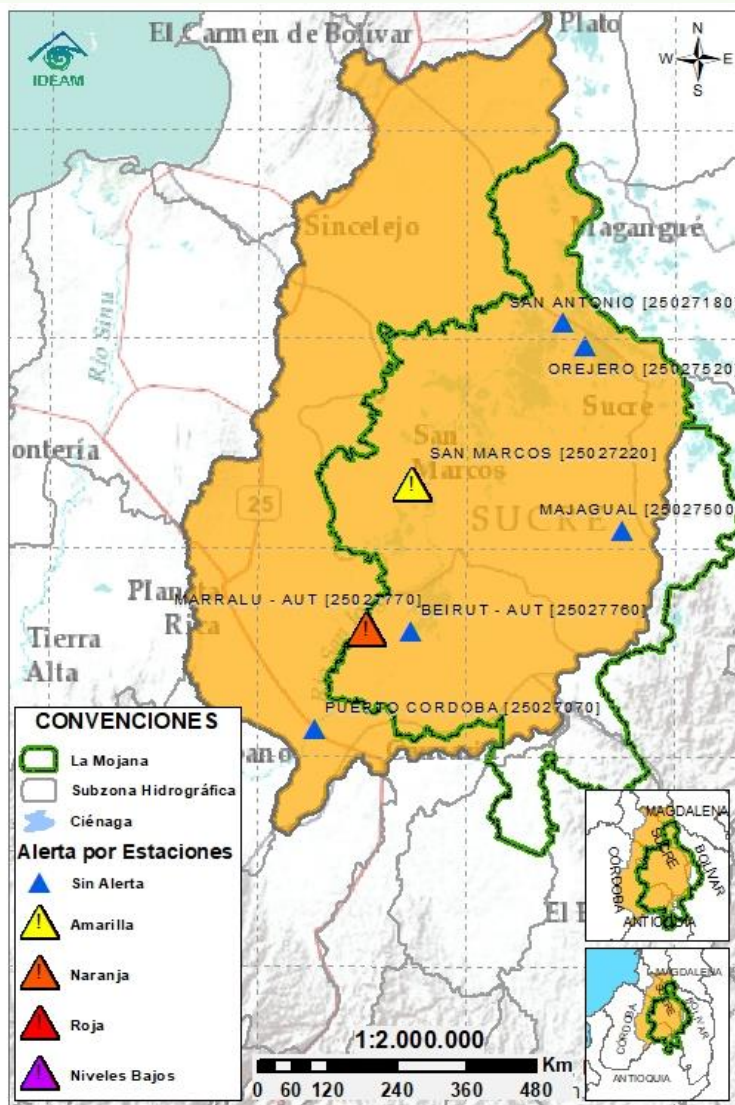 El Carmen de Bolívar
Plato
IDEAM
N
W E
S
Sincelejo
Magangué
Río Sinú
SAN ANTONIO [25027180]
OREJERO [25027520]
Sucre
ontería
San
Marcos
SAN MARCOS [25027220]
25
MAJAGUAL [25027500]
SUCRE
Planeta
Rica
MARRALU - AUT [25027770]
BEIRUT - AUT [25027760]
Tierra
Alta
PUERTO CORDOBA [25027070]
CONVENCIONES
La Mojana
Subzona Hidrográfica
Ciénaga
Alerta por Estaciones
Sin Alerta
Amarilla
Naranja
Roja
Niveles Bajos
MAGDALENA
SUCRE
CÓRDOBA
BOLÍVAR
ANTIOQUIA
MAGDALENA
CÓRDOBA
BOLÍVAR
ANTIOQUIA
1:2.000.000
Km
0 60 120 240 360 480